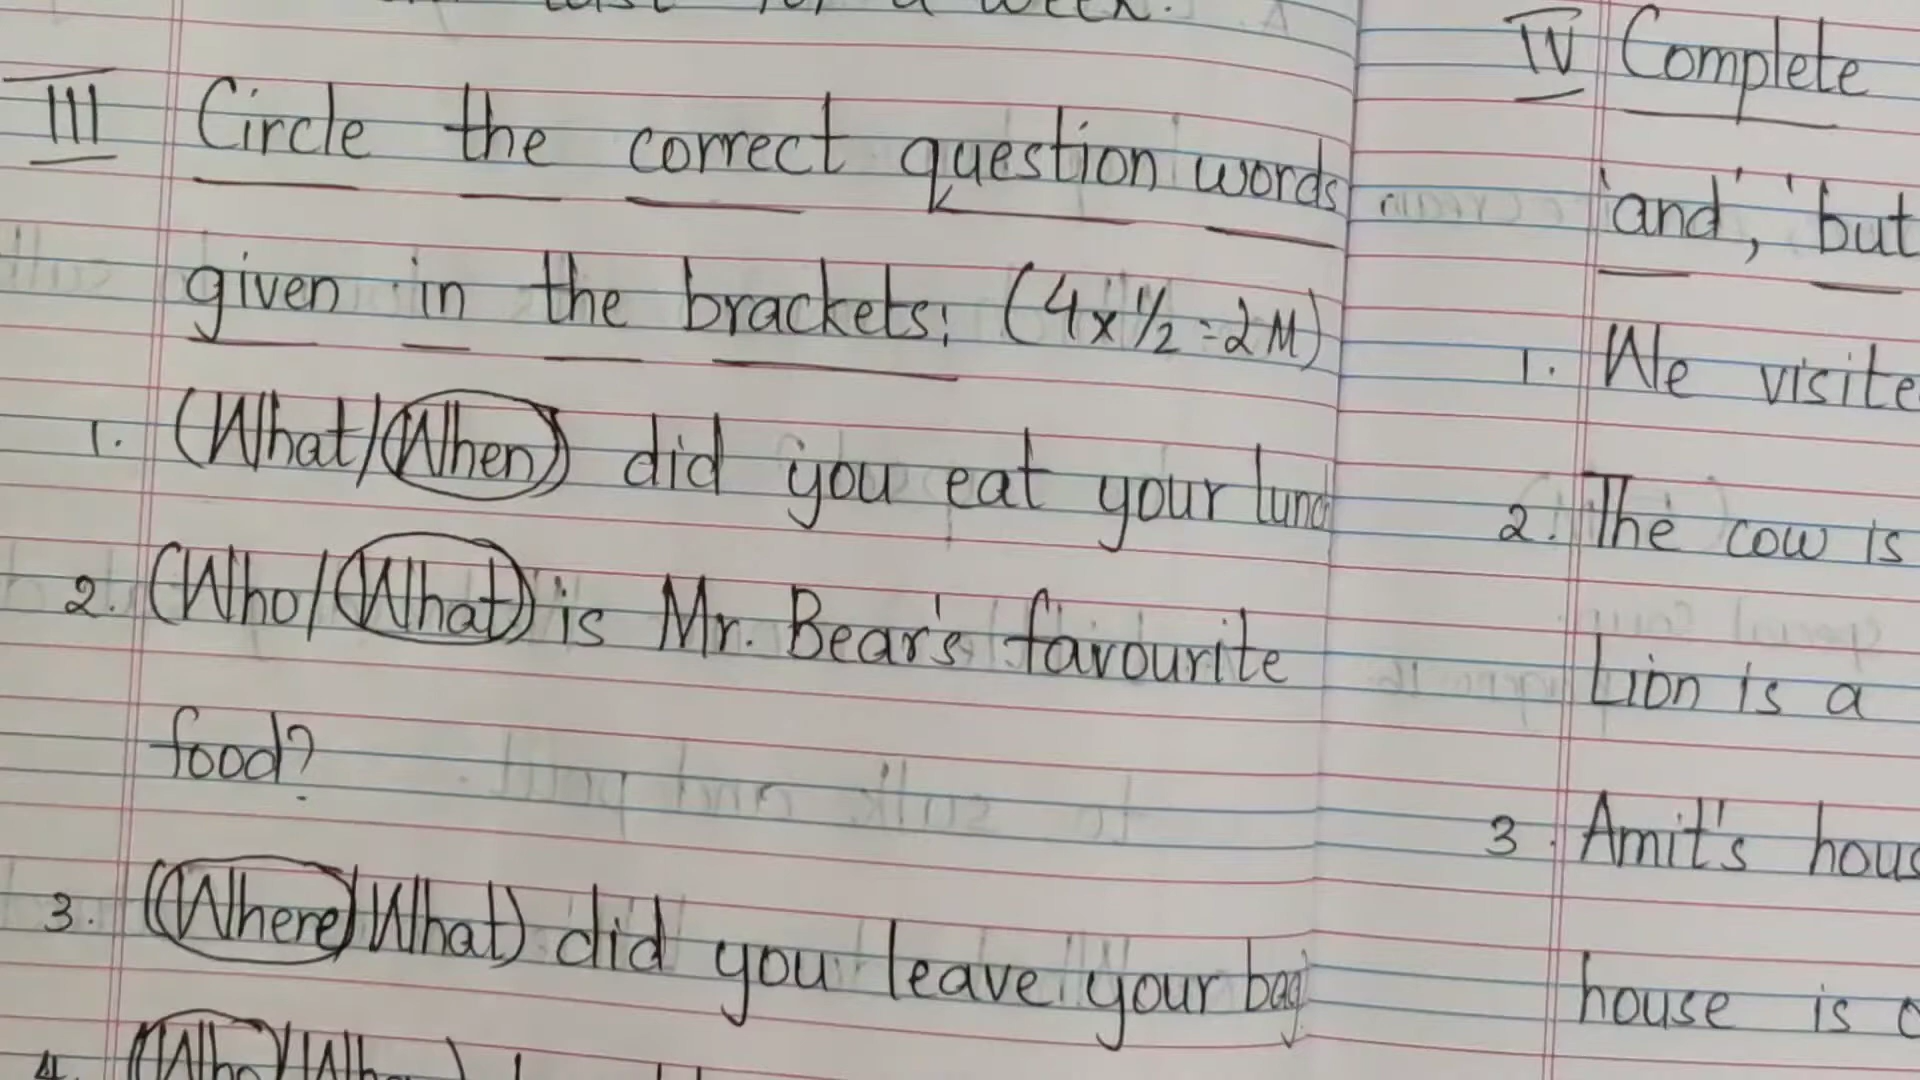 III Circle the correct question words
given in the brackets: (4x1/2=2M)
1. (What/When) did you eat your
2. (Who/What) is Mr. Bear's favourite
food?
3. (Where/What) did you leave your bag
4. (Who/
IV Complete
'and', 'but
1. We visite
2. The cow is
Lion is a
3. Amit's hous
house is